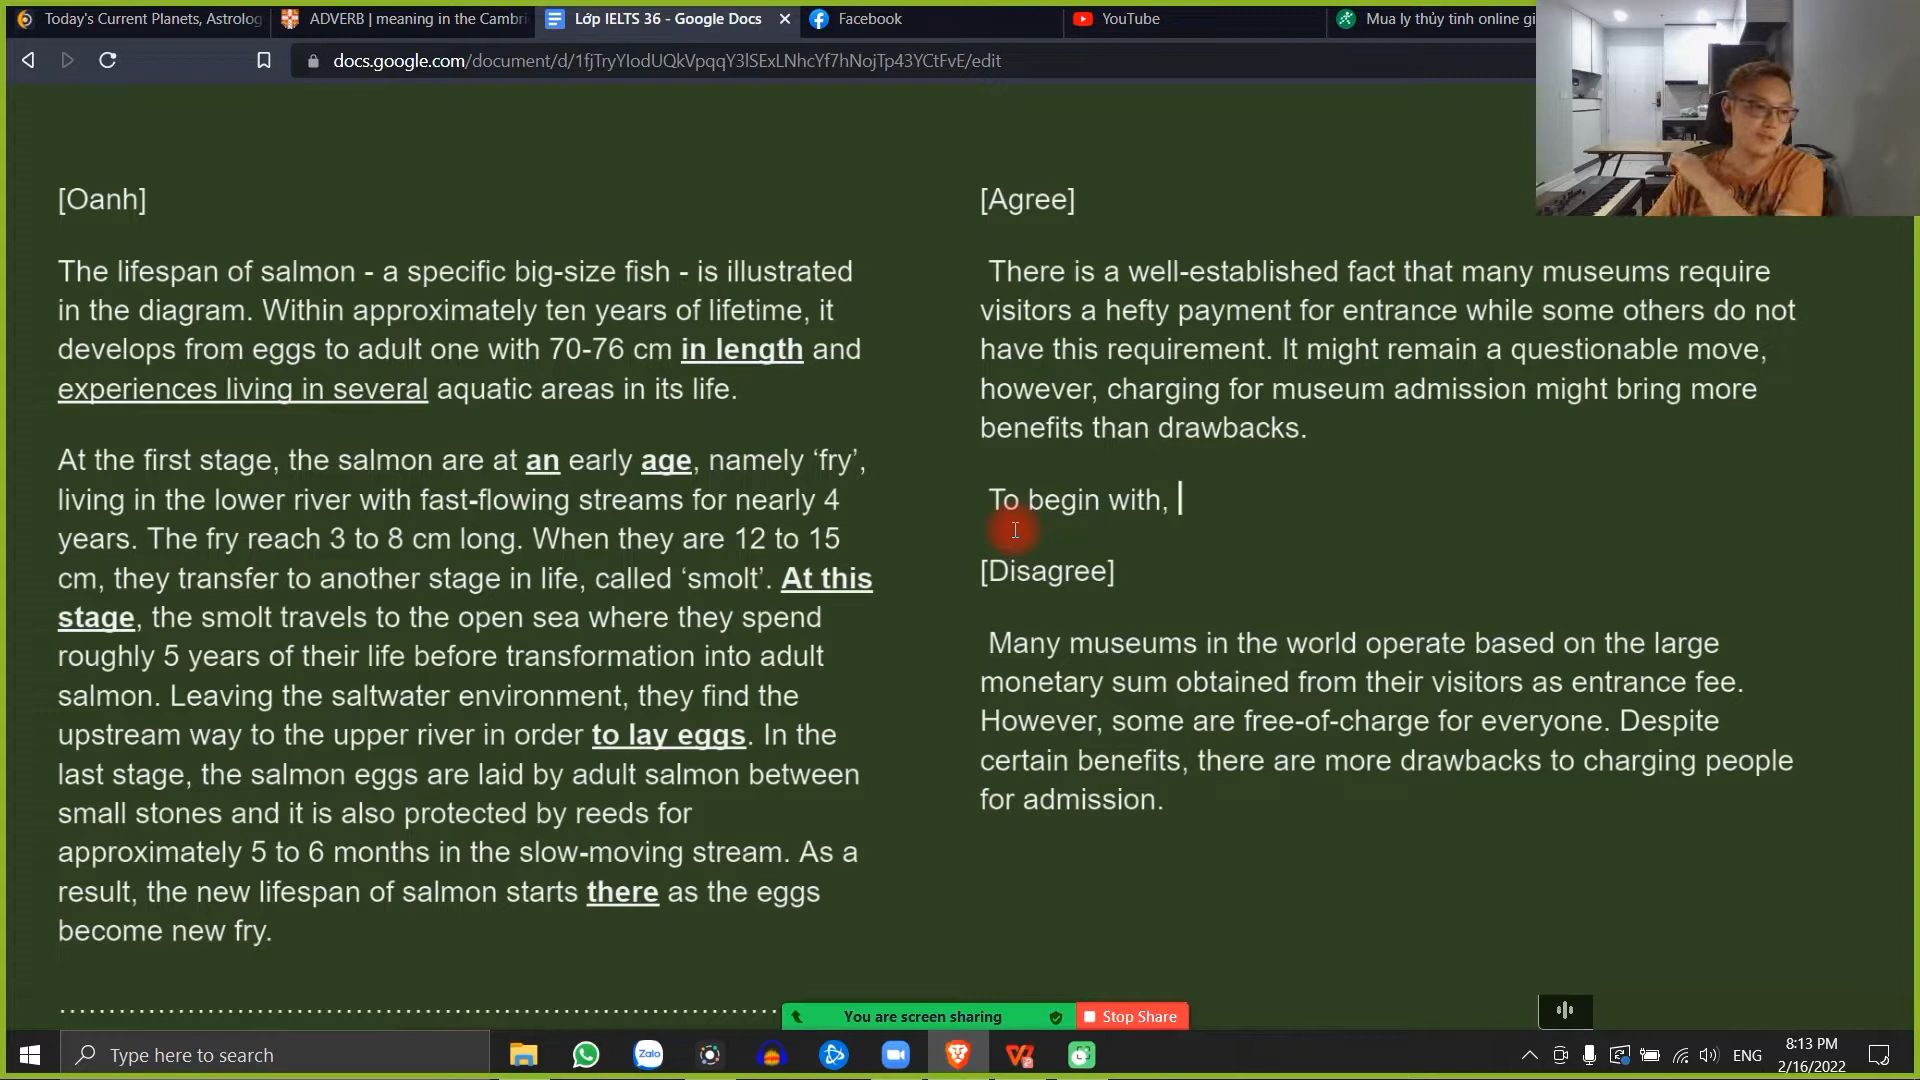 Today's Current Planets, Astrolog
ADVERB | meaning in the Cambri
Lớp IELTS 36 - Google Docs
Facebook
YouTube
Mua ly thủy tinh online gi
docs.google.com/document/d/1fjTryYIodUQkVpqqY3lSExLNhcYf7hNojTp43YCtFvE/edit
[Oanh]
The lifespan of salmon - a specific big-size fish - is illustrated
in the diagram. Within approximately ten years of lifetime, it
develops from eggs to adult one with 70-76 cm in length and
experiences living in several aquatic areas in its life.
At the first stage, the salmon are at an early age, namely ‘fry’,
living in the lower river with fast-flowing streams for nearly 4
years. The fry reach 3 to 8 cm long. When they are 12 to 15
cm, they transfer to another stage in life, called ‘smolt’. At this
stage, the smolt travels to the open sea where they spend
roughly 5 years of their life before transformation into adult
salmon. Leaving the saltwater environment, they find the
upstream way to the upper river in order to lay eggs. In the
last stage, the salmon eggs are laid by adult salmon between
small stones and it is also protected by reeds for
approximately 5 to 6 months in the slow-moving stream. As a
result, the new lifespan of salmon starts there as the eggs
become new fry.
[Agree]
There is a well-established fact that many museums require
visitors a hefty payment for entrance while some others do not
have this requirement. It might remain a questionable move,
however, charging for museum admission might bring more
benefits than drawbacks.
To begin with,
[Disagree]
Many museums in the world operate based on the large
monetary sum obtained from their visitors as entrance fee.
However, some are free-of-charge for everyone. Despite
certain benefits, there are more drawbacks to charging people
for admission.
You are screen sharing
Stop Share
Type here to search
Zalo
ENG
8:13 PM
2/16/2022